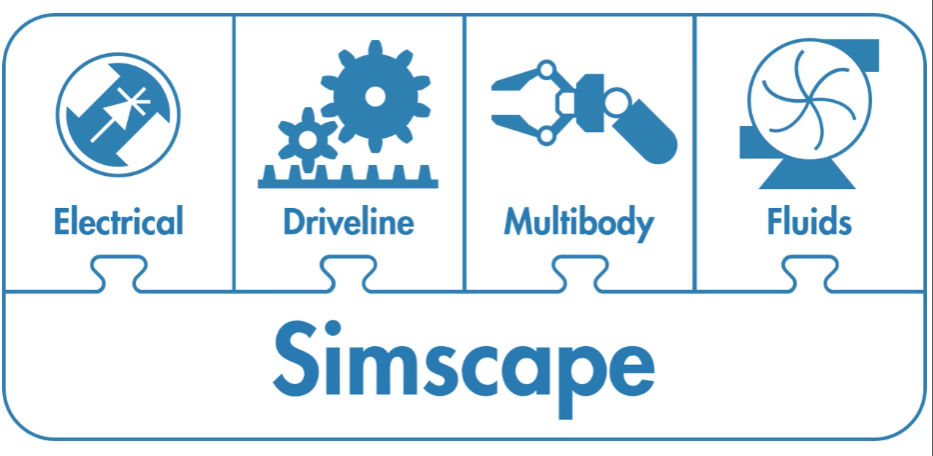 Electrical
Driveline
Multibody
Fluids
Simscape